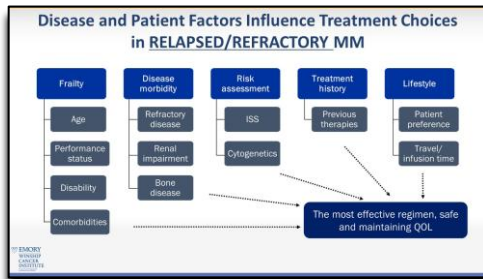 Disease and Patient Factors Influence Treatment Choices
in RELAPSED/REFRACTORY MM
Frailty
Age
Performance
status
Disability
Comorbidities
Disease
morbidity
Refractory
disease
Renal
impairment
Bone
disease
Risk
assessment
ISS
Cytogenetics
Treatment
history
Previous
therapies
Lifestyle
Patient
preference
Travel/
infusion time
The most effective regimen, safe
and maintaining QOL
EMORY
WINSHIP
CANCER
INSTITUTE